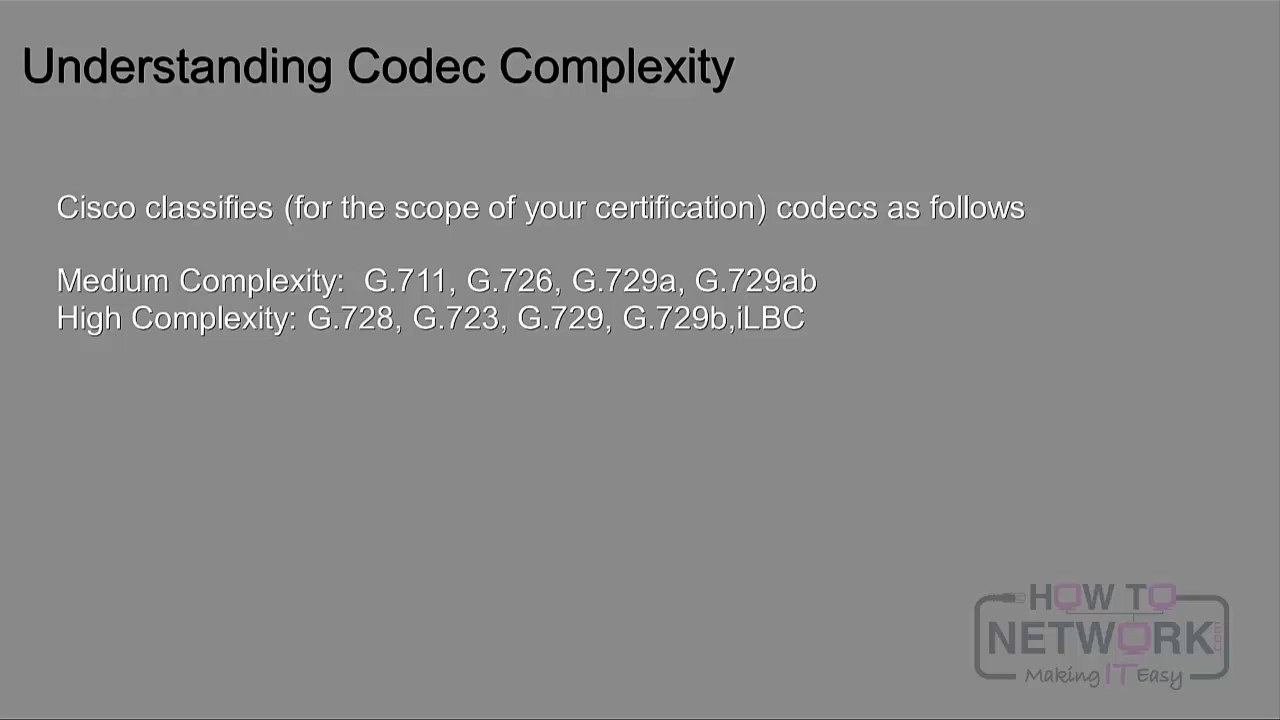 Understanding Codec Complexity
Cisco classifies (for the scope of your certification) codecs as follows
Medium Complexity:  G.711, G.726, G.729a, G.729ab
High Complexity: G.728, G.723, G.729, G.729b,iLBC
HOW TO
NETWORK.com
Making IT Easy